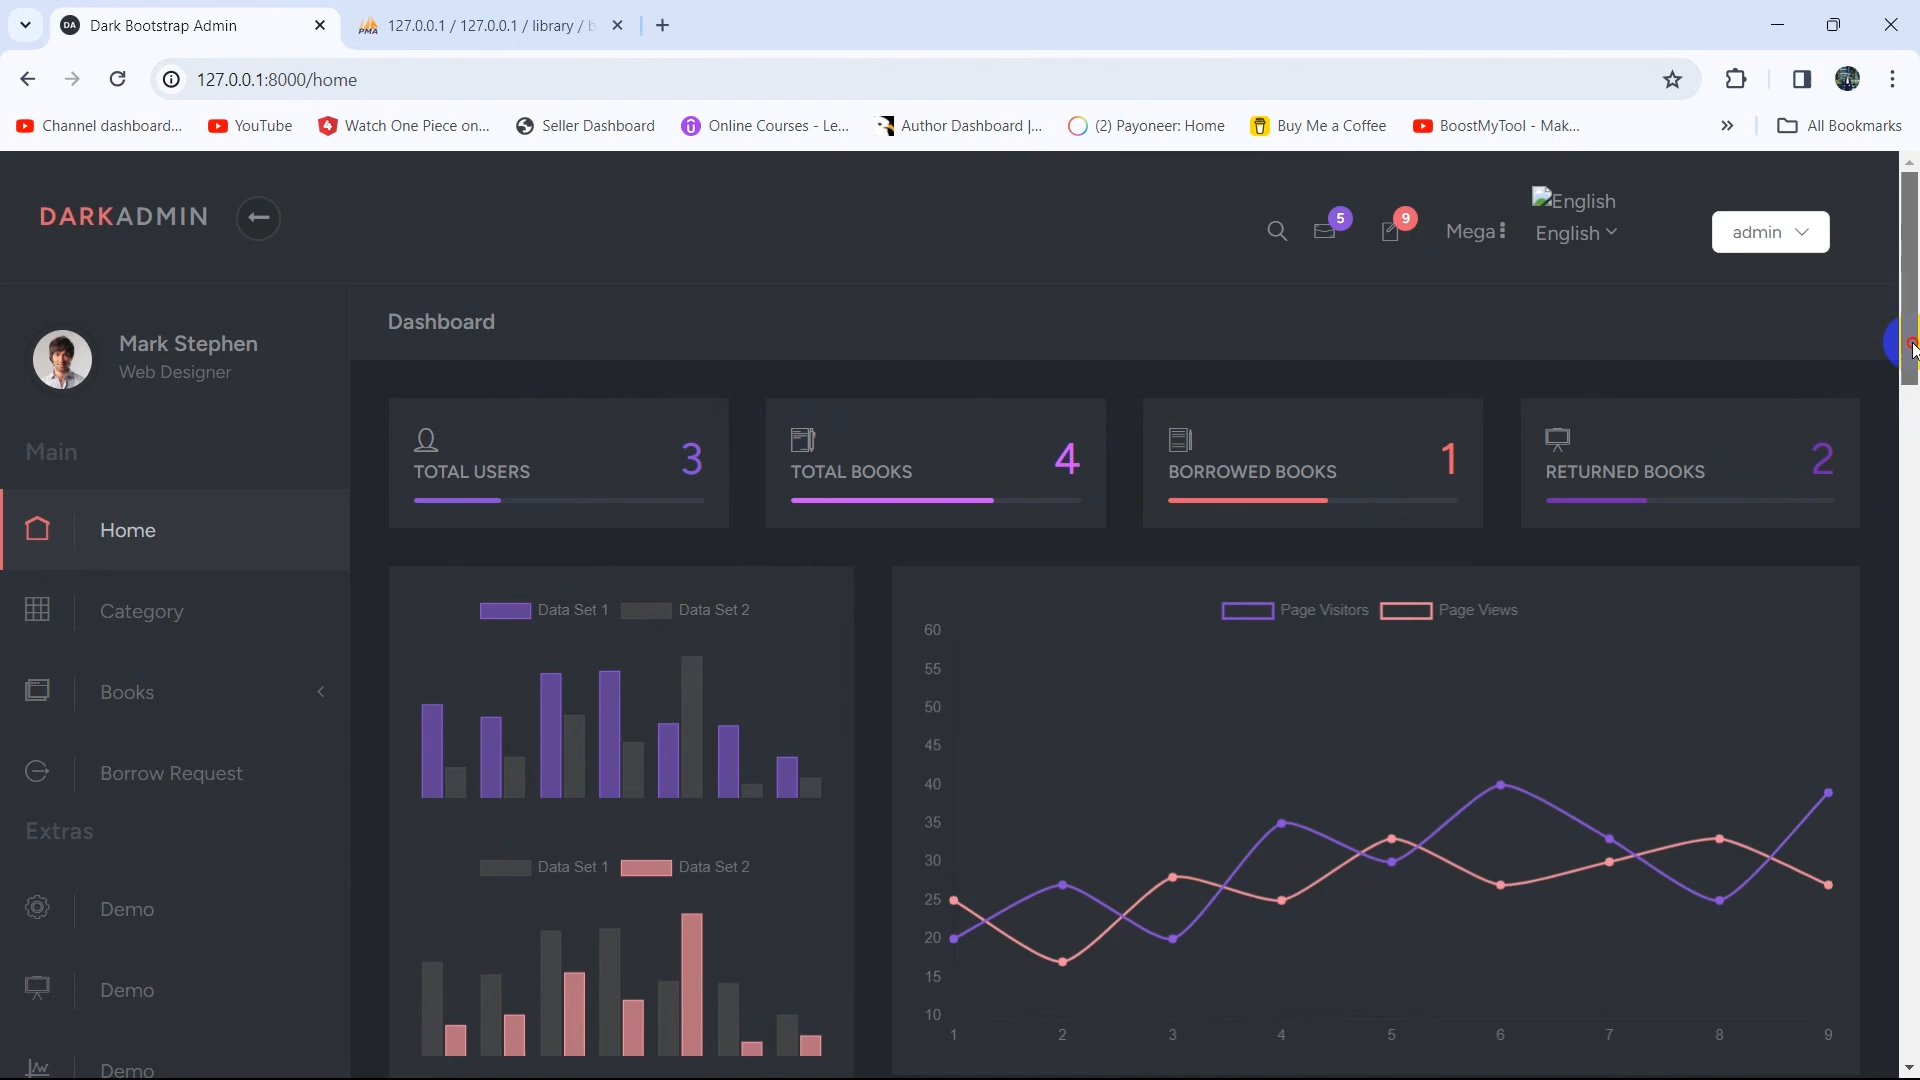 DA Dark Bootstrap Admin
PMA 127.0.0.1 / 127.0.0.1 / library / b
127.0.0.1:8000/home
Channel dashboard...
YouTube
Watch One Piece on...
Seller Dashboard
Online Courses - Le...
Author Dashboard |...
(2) Payoneer: Home
Buy Me a Coffee
BoostMyTool - Mak...
All Bookmarks
DARKADMIN
5
9
Mega
English
English
admin
Mark Stephen
Web Designer
Main
Home
Category
Books
Borrow Request
Extras
Demo
Demo
Demo
Dashboard
TOTAL USERS
3
TOTAL BOOKS
4
BORROWED BOOKS
1
RETURNED BOOKS
2
Data Set 1
Data Set 2
Data Set 1
Data Set 2
Page Visitors
Page Views
60
55
50
45
40
35
30
25
20
15
10
1 2 3 4 5 6 7 8 9